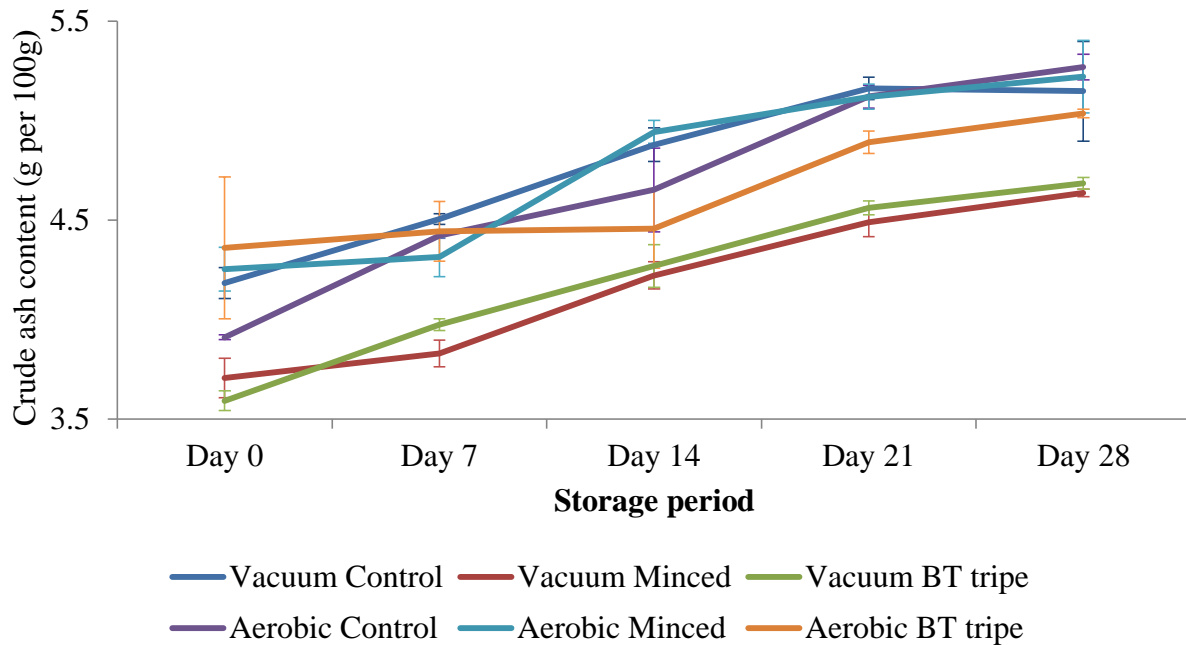 Crude ash content (g per 100g)
5.5
4.5
3.5
Day 0 Day 7 Day 14 Day 21 Day 28
Storage period
Vacuum Control Vacuum Minced Vacuum BT tripe
Aerobic Control Aerobic Minced Aerobic BT tripe